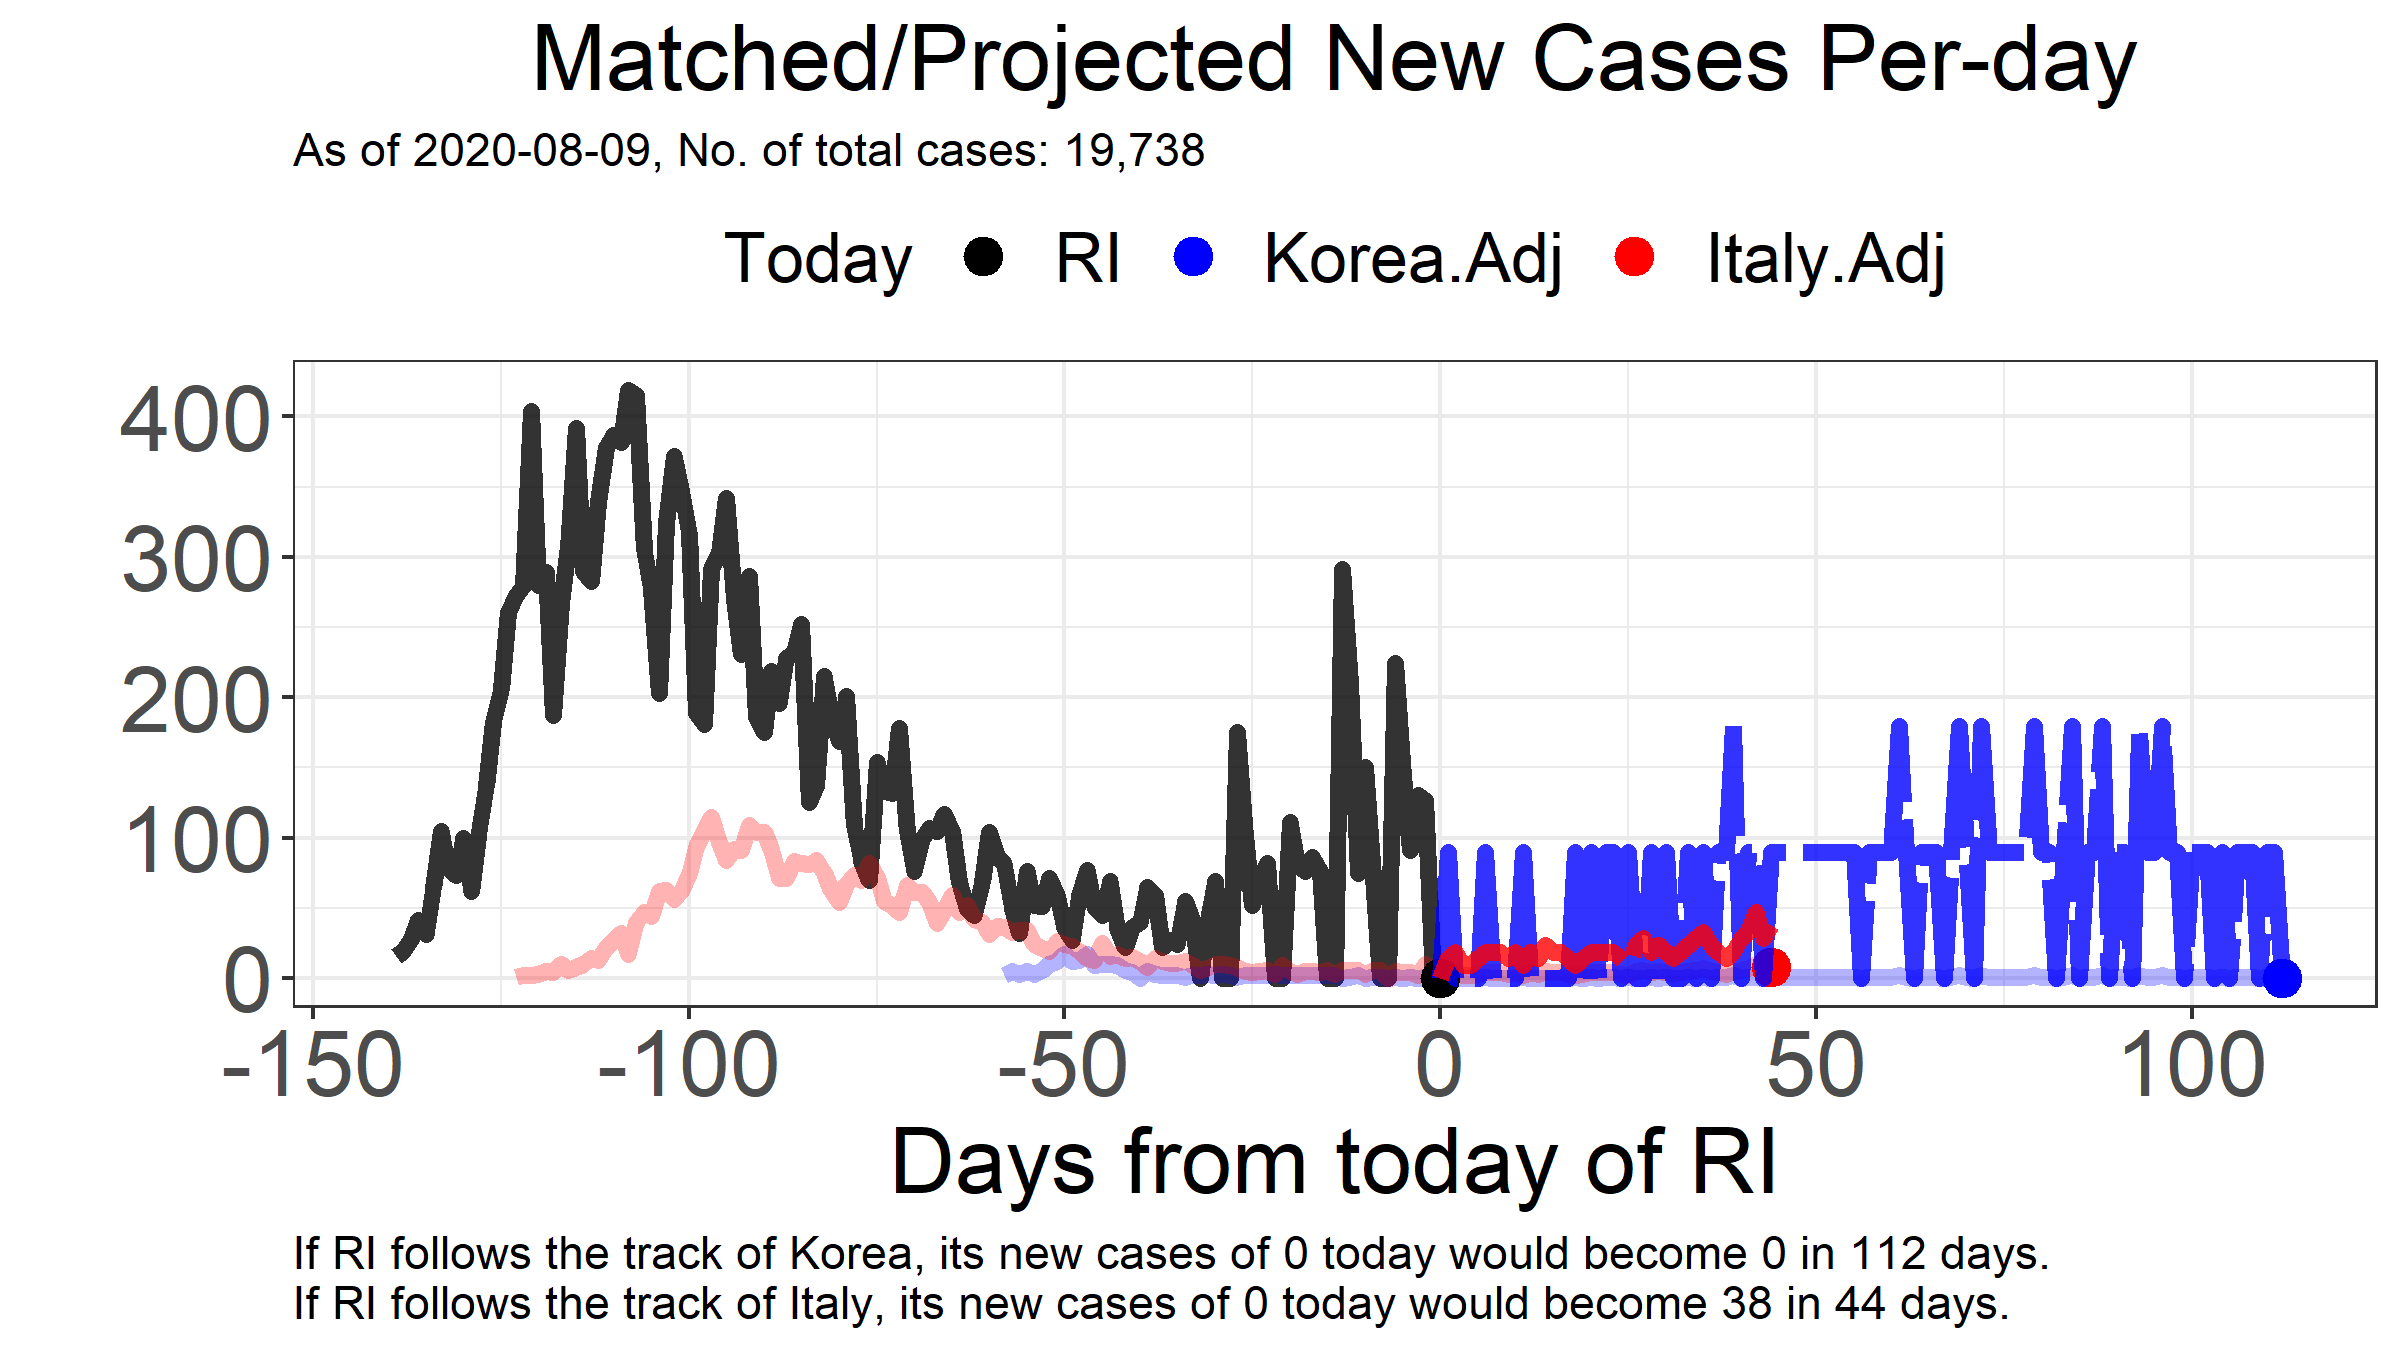 Matched/Projected New Cases Per-day
As of 2020-08-09, No. of total cases: 19,738
Today RI Korea.Adj Italy.Adj
400
300
200
100
0
-150 -100 -50 0 50 100
Days from today of RI
If RI follows the track of Korea, its new cases of 0 today would become 0 in 112 days.
If RI follows the track of Italy, its new cases of 0 today would become 38 in 44 days.